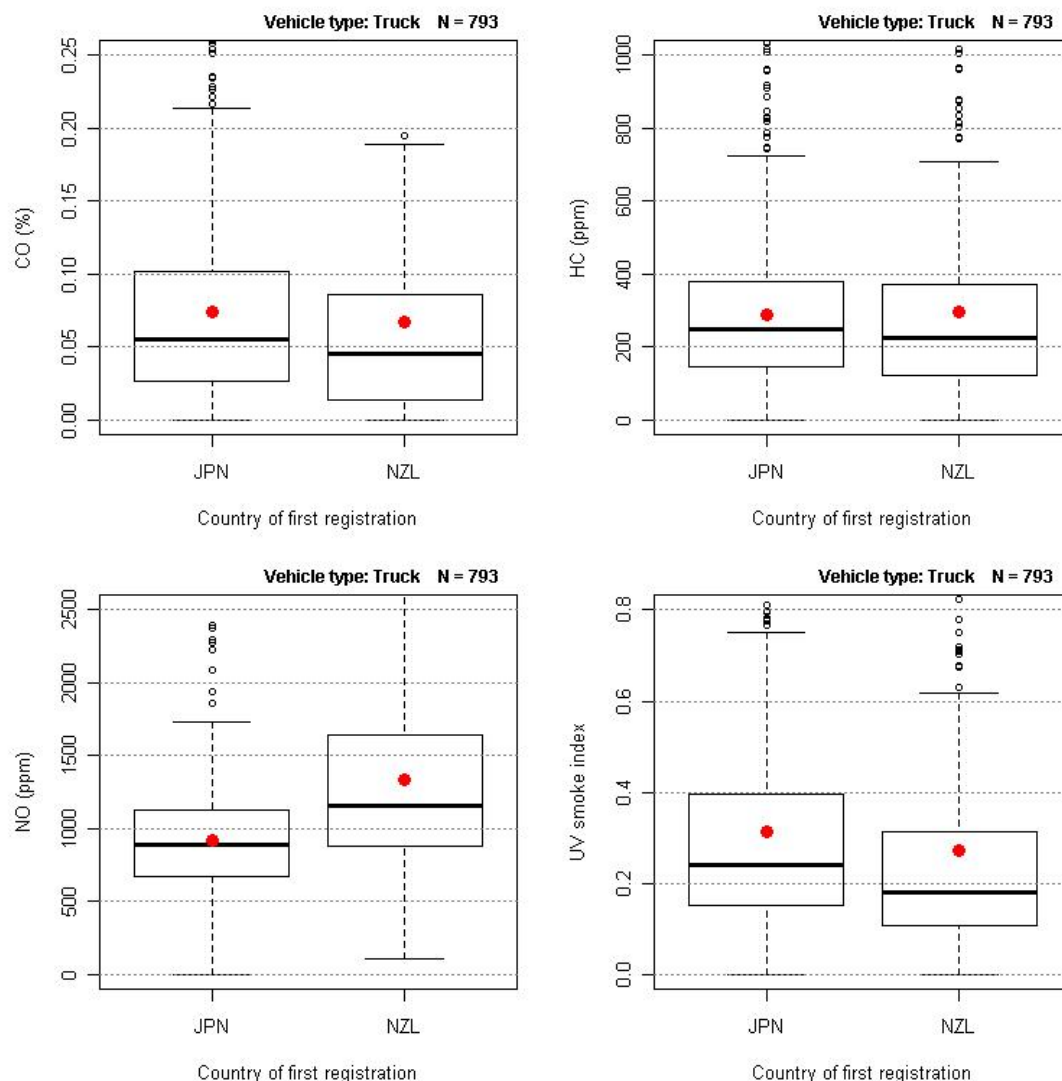 Vehicle type: Truck N = 793
CO (%)
0.25
0.20
0.15
0.10
0.05
0.00
JPN NZL
Country of first registration
Vehicle type: Truck N = 793
HC (ppm)
1000
800
600
400
200
0
JPN NZL
Country of first registration
Vehicle type: Truck N = 793
NO (ppm)
2500
2000
1500
1000
500
0
JPN NZL
Country of first registration
Vehicle type: Truck N = 793
UV smoke index
0.8
0.6
0.4
0.2
0.0
JPN NZL
Country of first registration